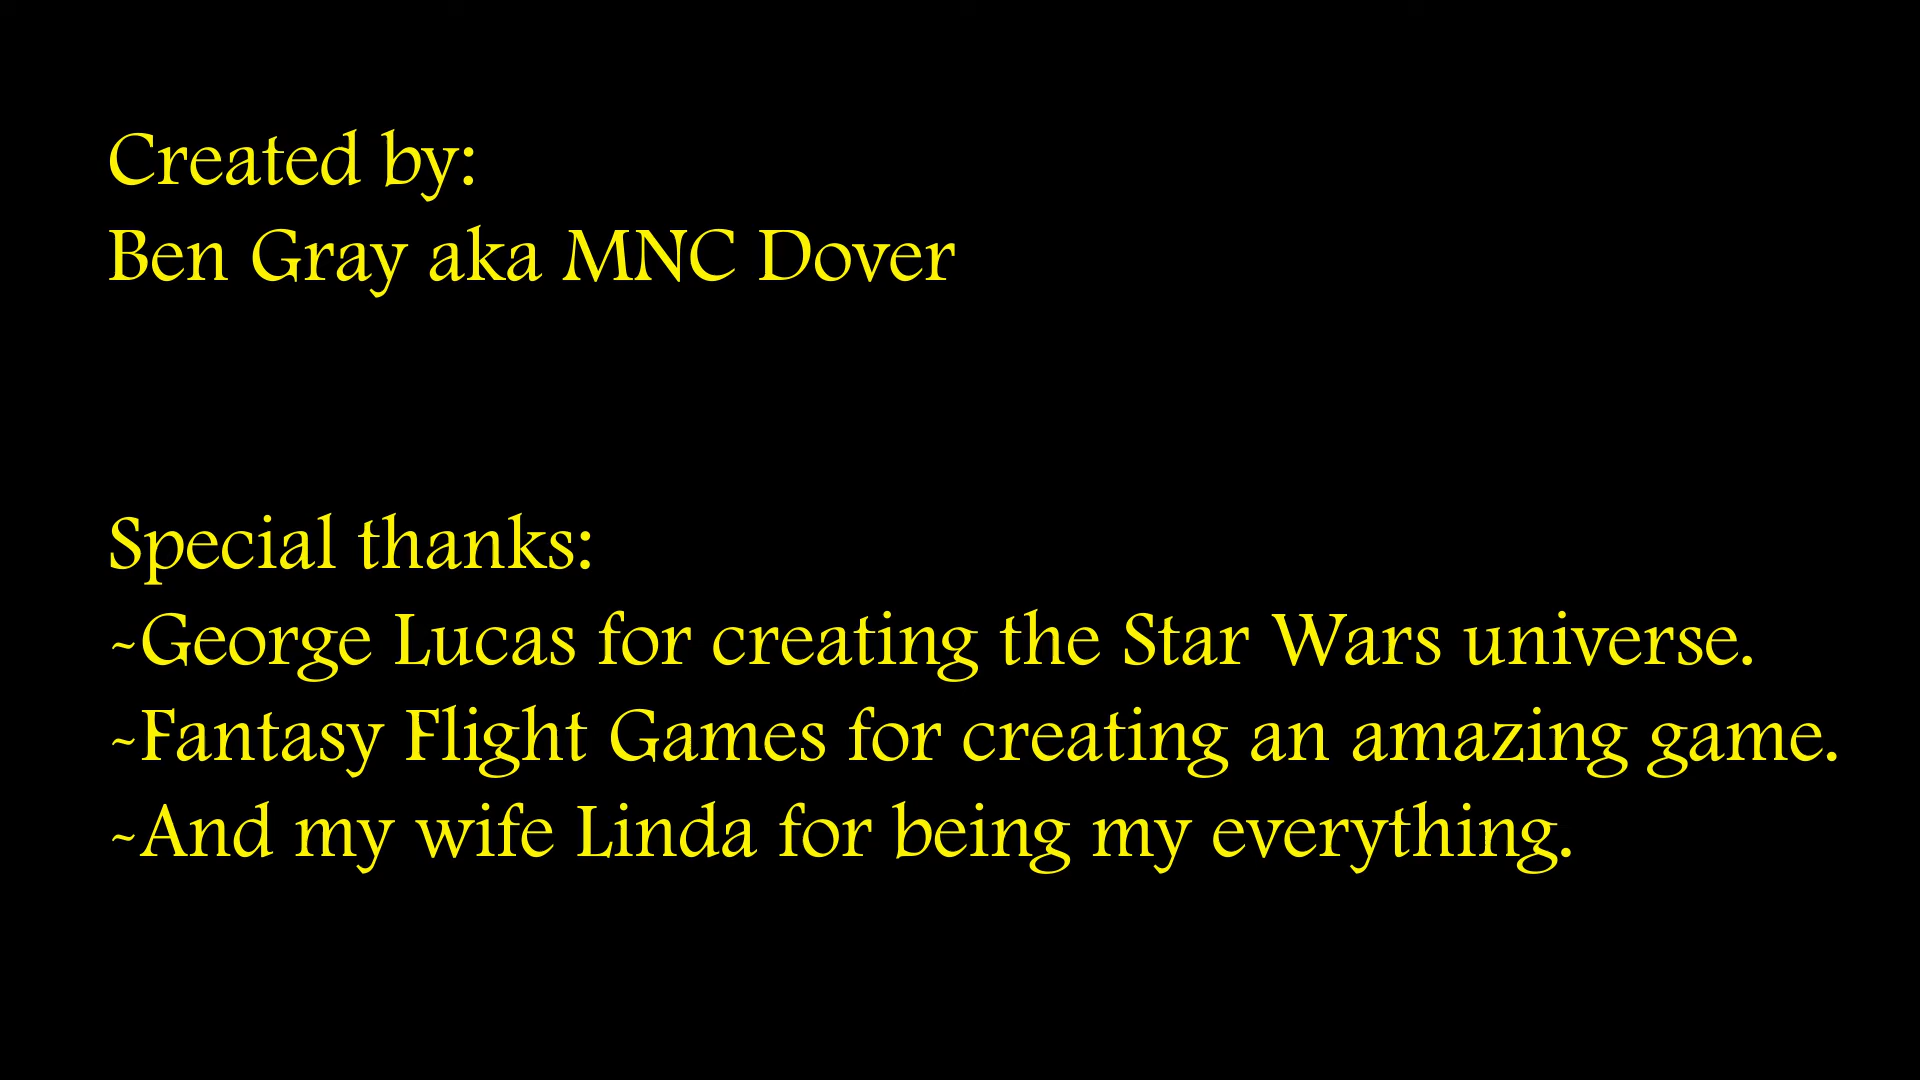 Created by:
Ben Gray aka MNC Dover
Special thanks:
~George Lucas for creating the Star Wars universe.
~Fantasy Flight Games for creating an amazing game.
~And my wife Linda for being my everything.